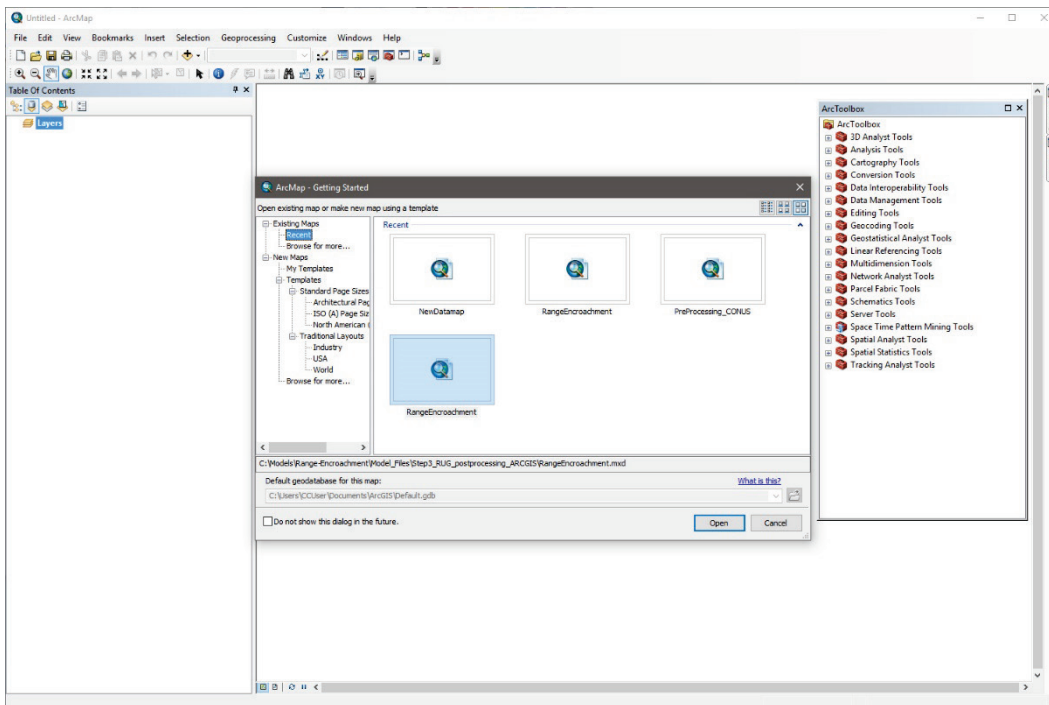 Untitled - ArcMap
File Edit View Bookmarks Insert Selection Geoprocessing Customize Windows Help
Table Of Contents
Layers
ArcToolbox
ArcToolbox
3D Analyst Tools
Analysis Tools
Cartography Tools
Conversion Tools
Data Interoperability Tools
Data Management Tools
Editing Tools
Geocoding Tools
Geostatistical Analyst Tools
Linear Referencing Tools
Multidimension Tools
Network Analyst Tools
Parcel Fabric Tools
Schematics Tools
Server Tools
Space Time Pattern Mining Tools
Spatial Analyst Tools
Spatial Statistics Tools
Tracking Analyst Tools
ArcMap - Getting Started
Open existing map or make new map using a template
Existing Maps
Recent
Browse for more...
New Maps
My Templates
Templates
Standard Page Sizes
Architectural Pag
ISO (A) Page Siz
North American (
Traditional Layouts
Industry
USA
World
Browse for more...
Recent
NewDatamap
RangeEncroachment
PreProcessing_CONUS
RangeEncroachment
C:\Models\Range-Encroachment\Model_Files\Step3_RUG_postprocessing_ARCGIS\RangeEncroachment.mxd
Default geodatabase for this map:
What is this?
C:\Users\CCUser\Documents\ArcGIS\Default.gdb
Do not show this dialog in the future.
Open
Cancel